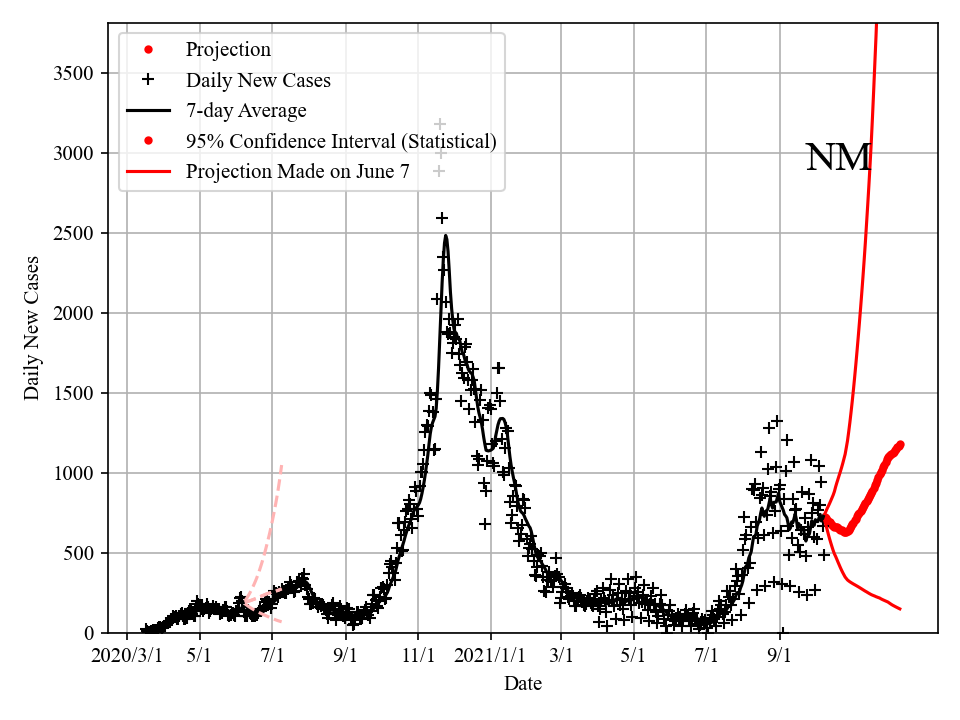 Projection
Daily New Cases
7-day Average
95% Confidence Interval (Statistical)
Projection Made on June 7
NM
3500
3000
2500
2000
1500
1000
500
0
Daily New Cases
2020/3/1 5/1 7/1 9/1 11/1 2021/1/1 3/1 5/1 7/1 9/1
Date